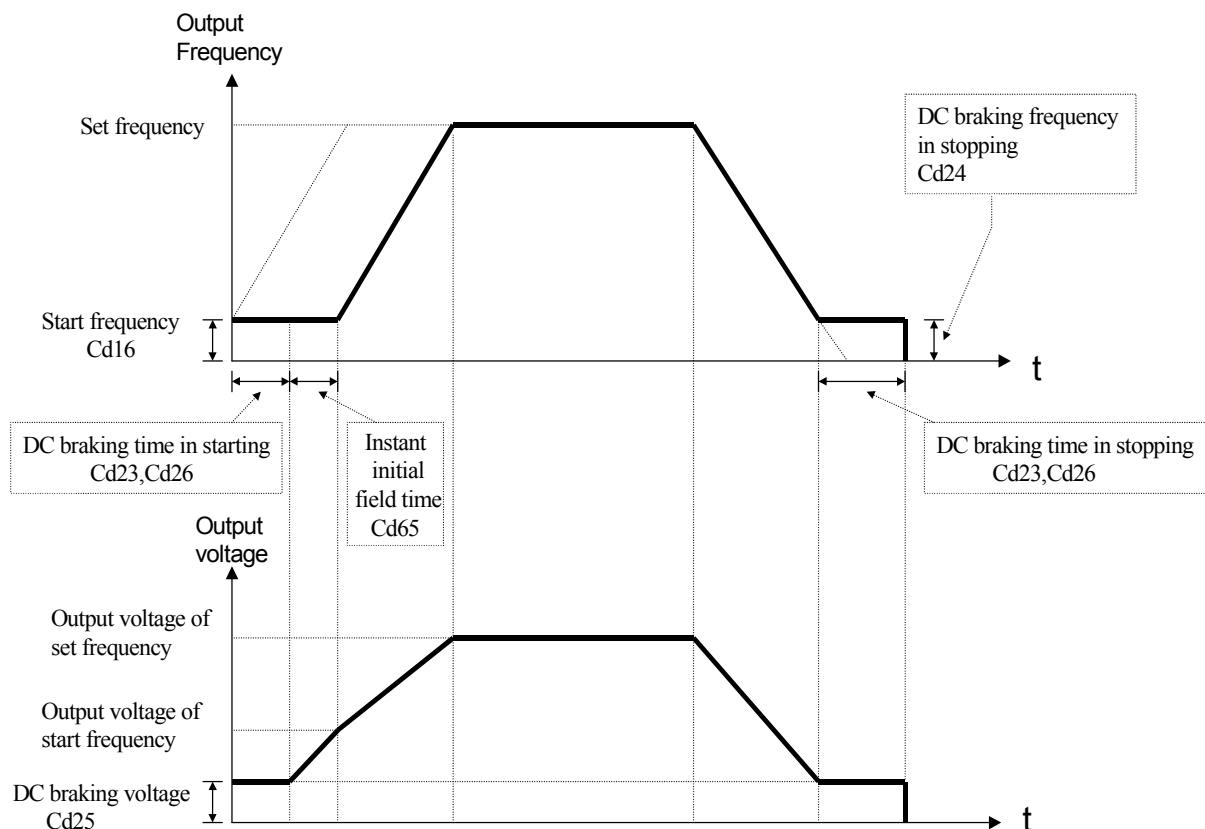 Output
Frequency
Set frequency
DC braking frequency
in stopping
Cd24
Start frequency
Cd16
t
DC braking time in starting
Cd23,Cd26
Instant
initial
field time
Cd65
DC braking time in stopping
Cd23,Cd26
Output
voltage
Output voltage of
set frequency
Output voltage of
start frequency
DC braking voltage
Cd25
t